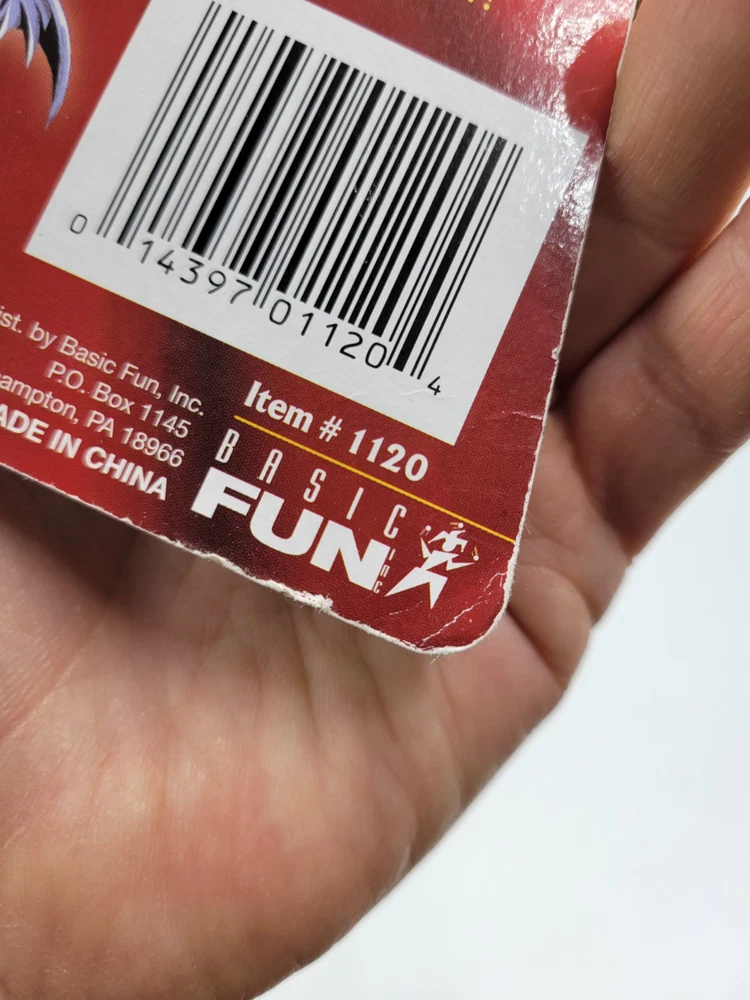 0 14397 01120 4
ist. by Basic Fun, Inc.
P.O. Box 1145
ampton, PA 18966
ADE IN CHINA
Item # 1120
BASIC
FUN inc